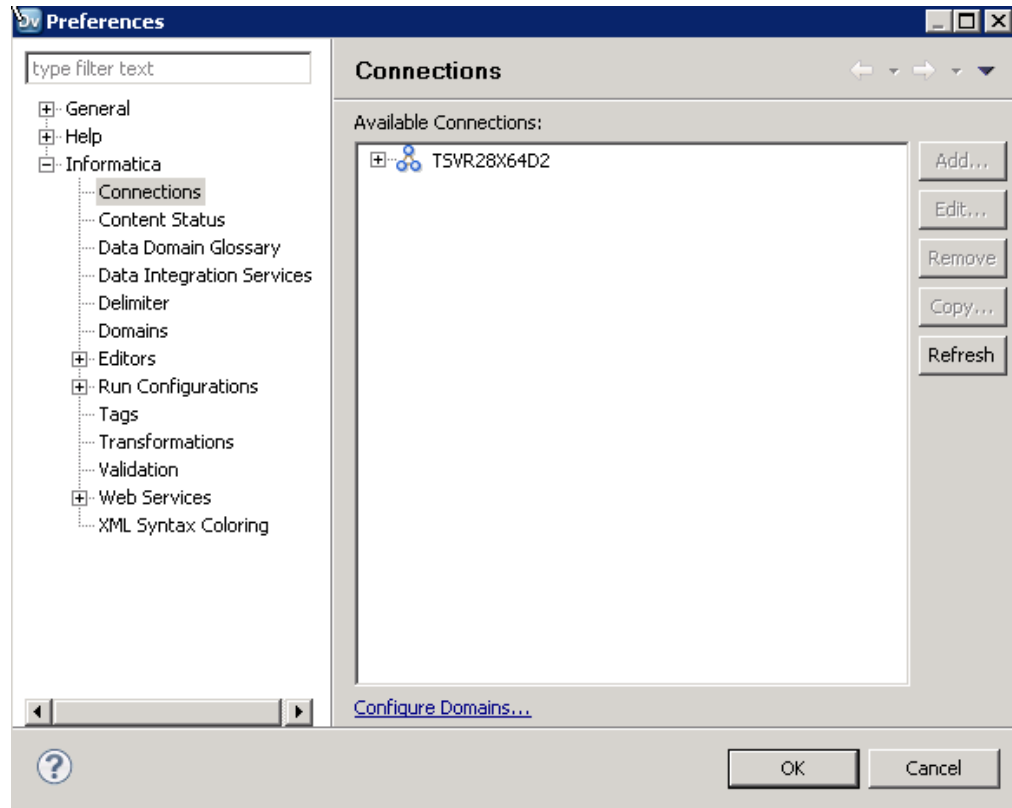 Dv Preferences
type filter text
General
Help
Informatica
Connections
Content Status
Data Domain Glossary
Data Integration Services
Delimiter
Domains
Editors
Run Configurations
Tags
Transformations
Validation
Web Services
XML Syntax Coloring
Connections
Available Connections:
TSVR28X64D2
Add...
Edit...
Remove
Copy...
Refresh
Configure Domains...
?
OK
Cancel